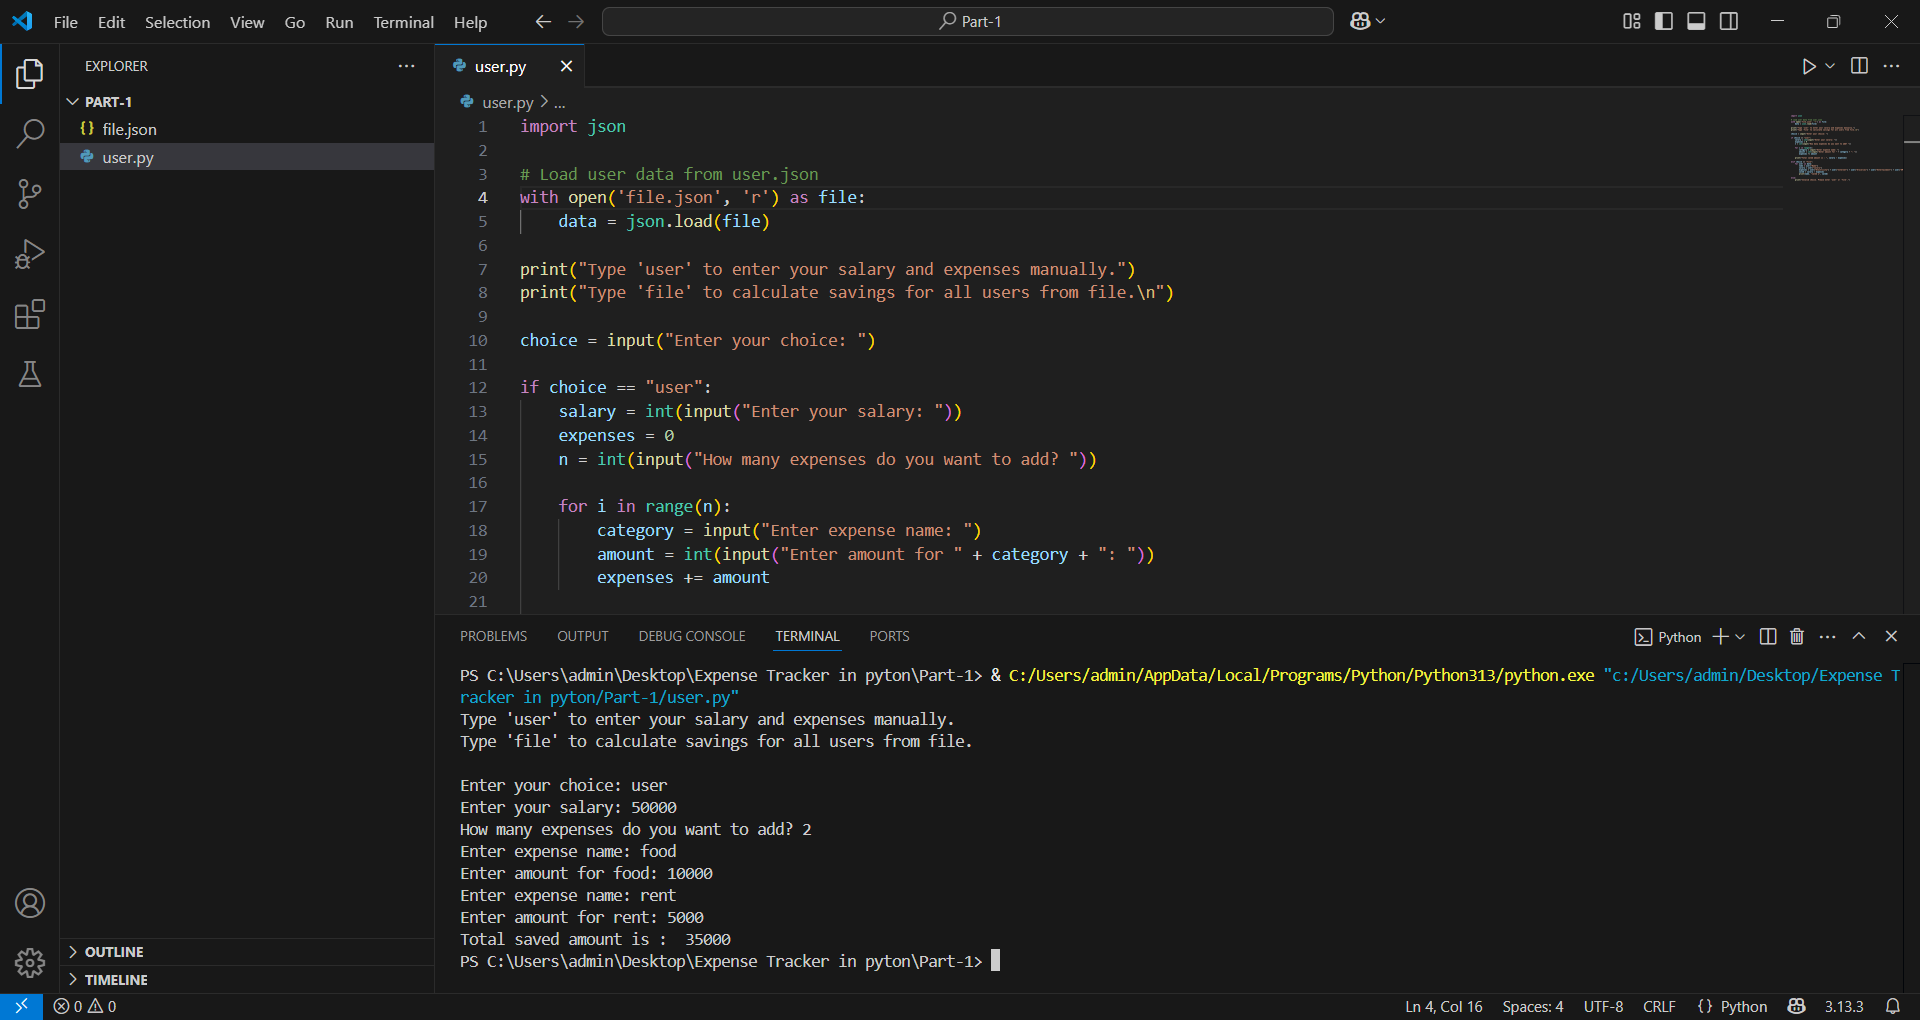 File Edit Selection View Go Run Terminal Help
Part-1
EXPLORER
PART-1
{} file.json
user.py
OUTLINE
TIMELINE
user.py
user.py > ...
1 import json
2
3 # Load user data from user.json
4 with open('file.json', 'r') as file:
5     data = json.load(file)
6
7 print("Type 'user' to enter your salary and expenses manually.")
8 print("Type 'file' to calculate savings for all users from file.\n")
9
10 choice = input("Enter your choice: ")
11
12 if choice == "user":
13     salary = int(input("Enter your salary: "))
14     expenses = 0
15     n = int(input("How many expenses do you want to add? "))
16
17     for i in range(n):
18         category = input("Enter expense name: ")
19         amount = int(input("Enter amount for " + category + ": "))
20         expenses += amount
21
PROBLEMS OUTPUT DEBUG CONSOLE TERMINAL PORTS
Python
PS C:\Users\admin\Desktop\Expense Tracker in pyton\Part-1> & C:/Users/admin/AppData/Local/Programs/Python/Python313/python.exe "c:/Users/admin/Desktop/Expense T
racker in pyton/Part-1/user.py"
Type 'user' to enter your salary and expenses manually.
Type 'file' to calculate savings for all users from file.

Enter your choice: user
Enter your salary: 50000
How many expenses do you want to add? 2
Enter expense name: food
Enter amount for food: 10000
Enter expense name: rent
Enter amount for rent: 5000
Total saved amount is :  35000
PS C:\Users\admin\Desktop\Expense Tracker in pyton\Part-1>
0 0
Ln 4, Col 16 Spaces: 4 UTF-8 CRLF {} Python 3.13.3